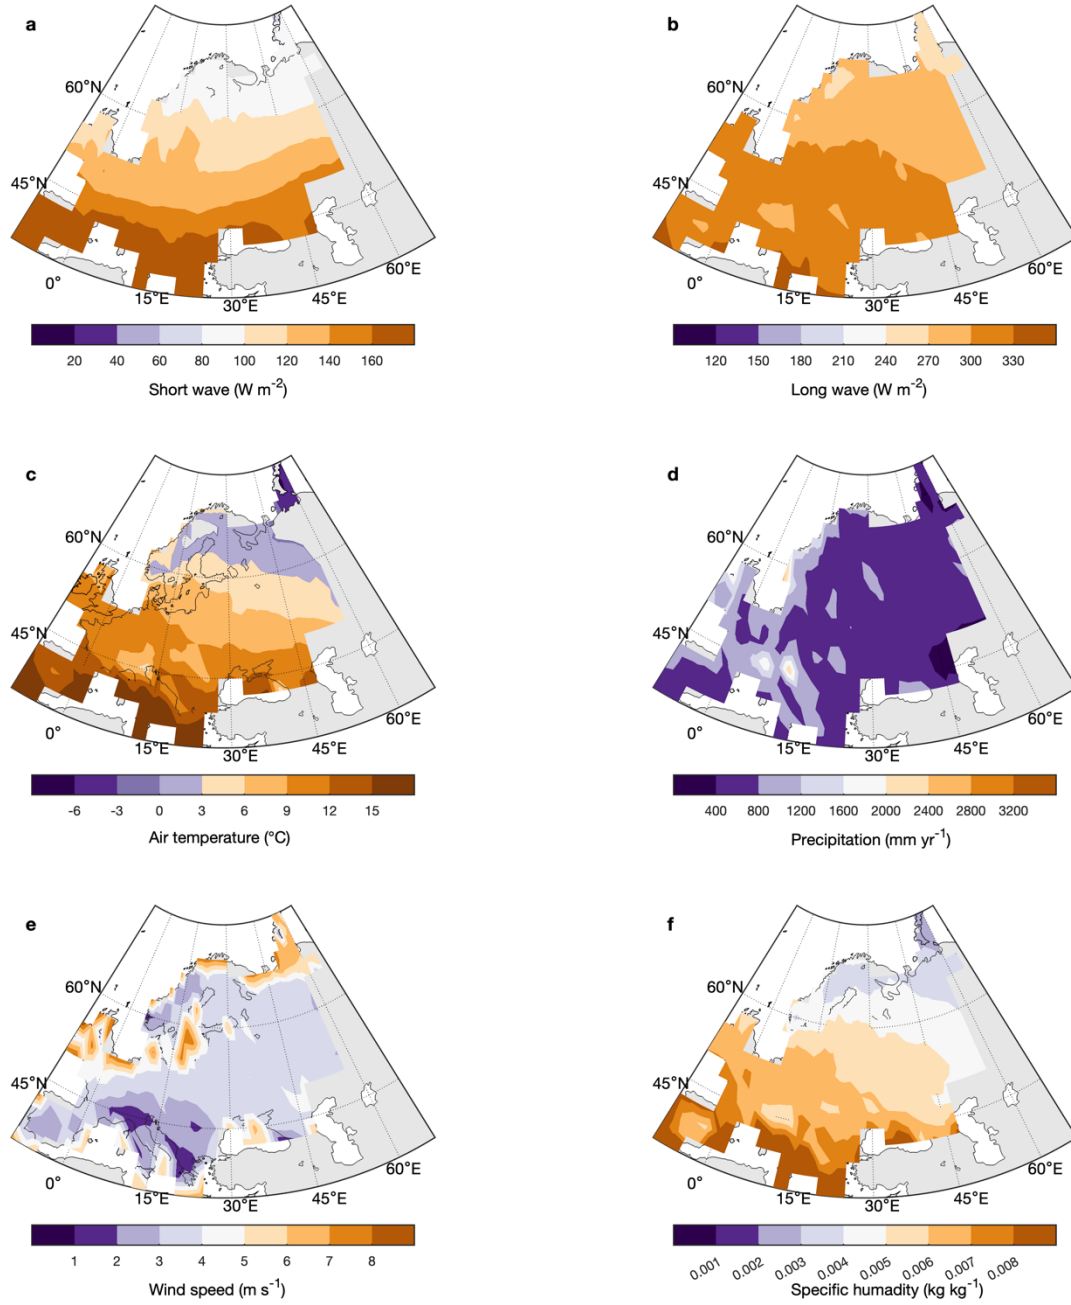 a
60°N
45°N
0°
15°E
30°E
45°E
60°E
20 40 60 80 100 120 140 160
Short wave (W m⁻²)
b
60°N
45°N
0°
15°E
30°E
45°E
60°E
120 150 180 210 240 270 300 330
Long wave (W m⁻²)
c
60°N
45°N
0°
15°E
30°E
45°E
60°E
-6 -3 0 3 6 9 12 15
Air temperature (°C)
d
60°N
45°N
0°
15°E
30°E
45°E
60°E
400 800 1200 1600 2000 2400 2800 3200
Precipitation (mm yr⁻¹)
e
60°N
45°N
0°
15°E
30°E
45°E
60°E
1 2 3 4 5 6 7 8
Wind speed (m s⁻¹)
f
60°N
45°N
0°
15°E
30°E
45°E
60°E
0.001 0.002 0.003 0.004 0.005 0.006 0.007 0.008
Specific humadity (kg kg⁻¹)